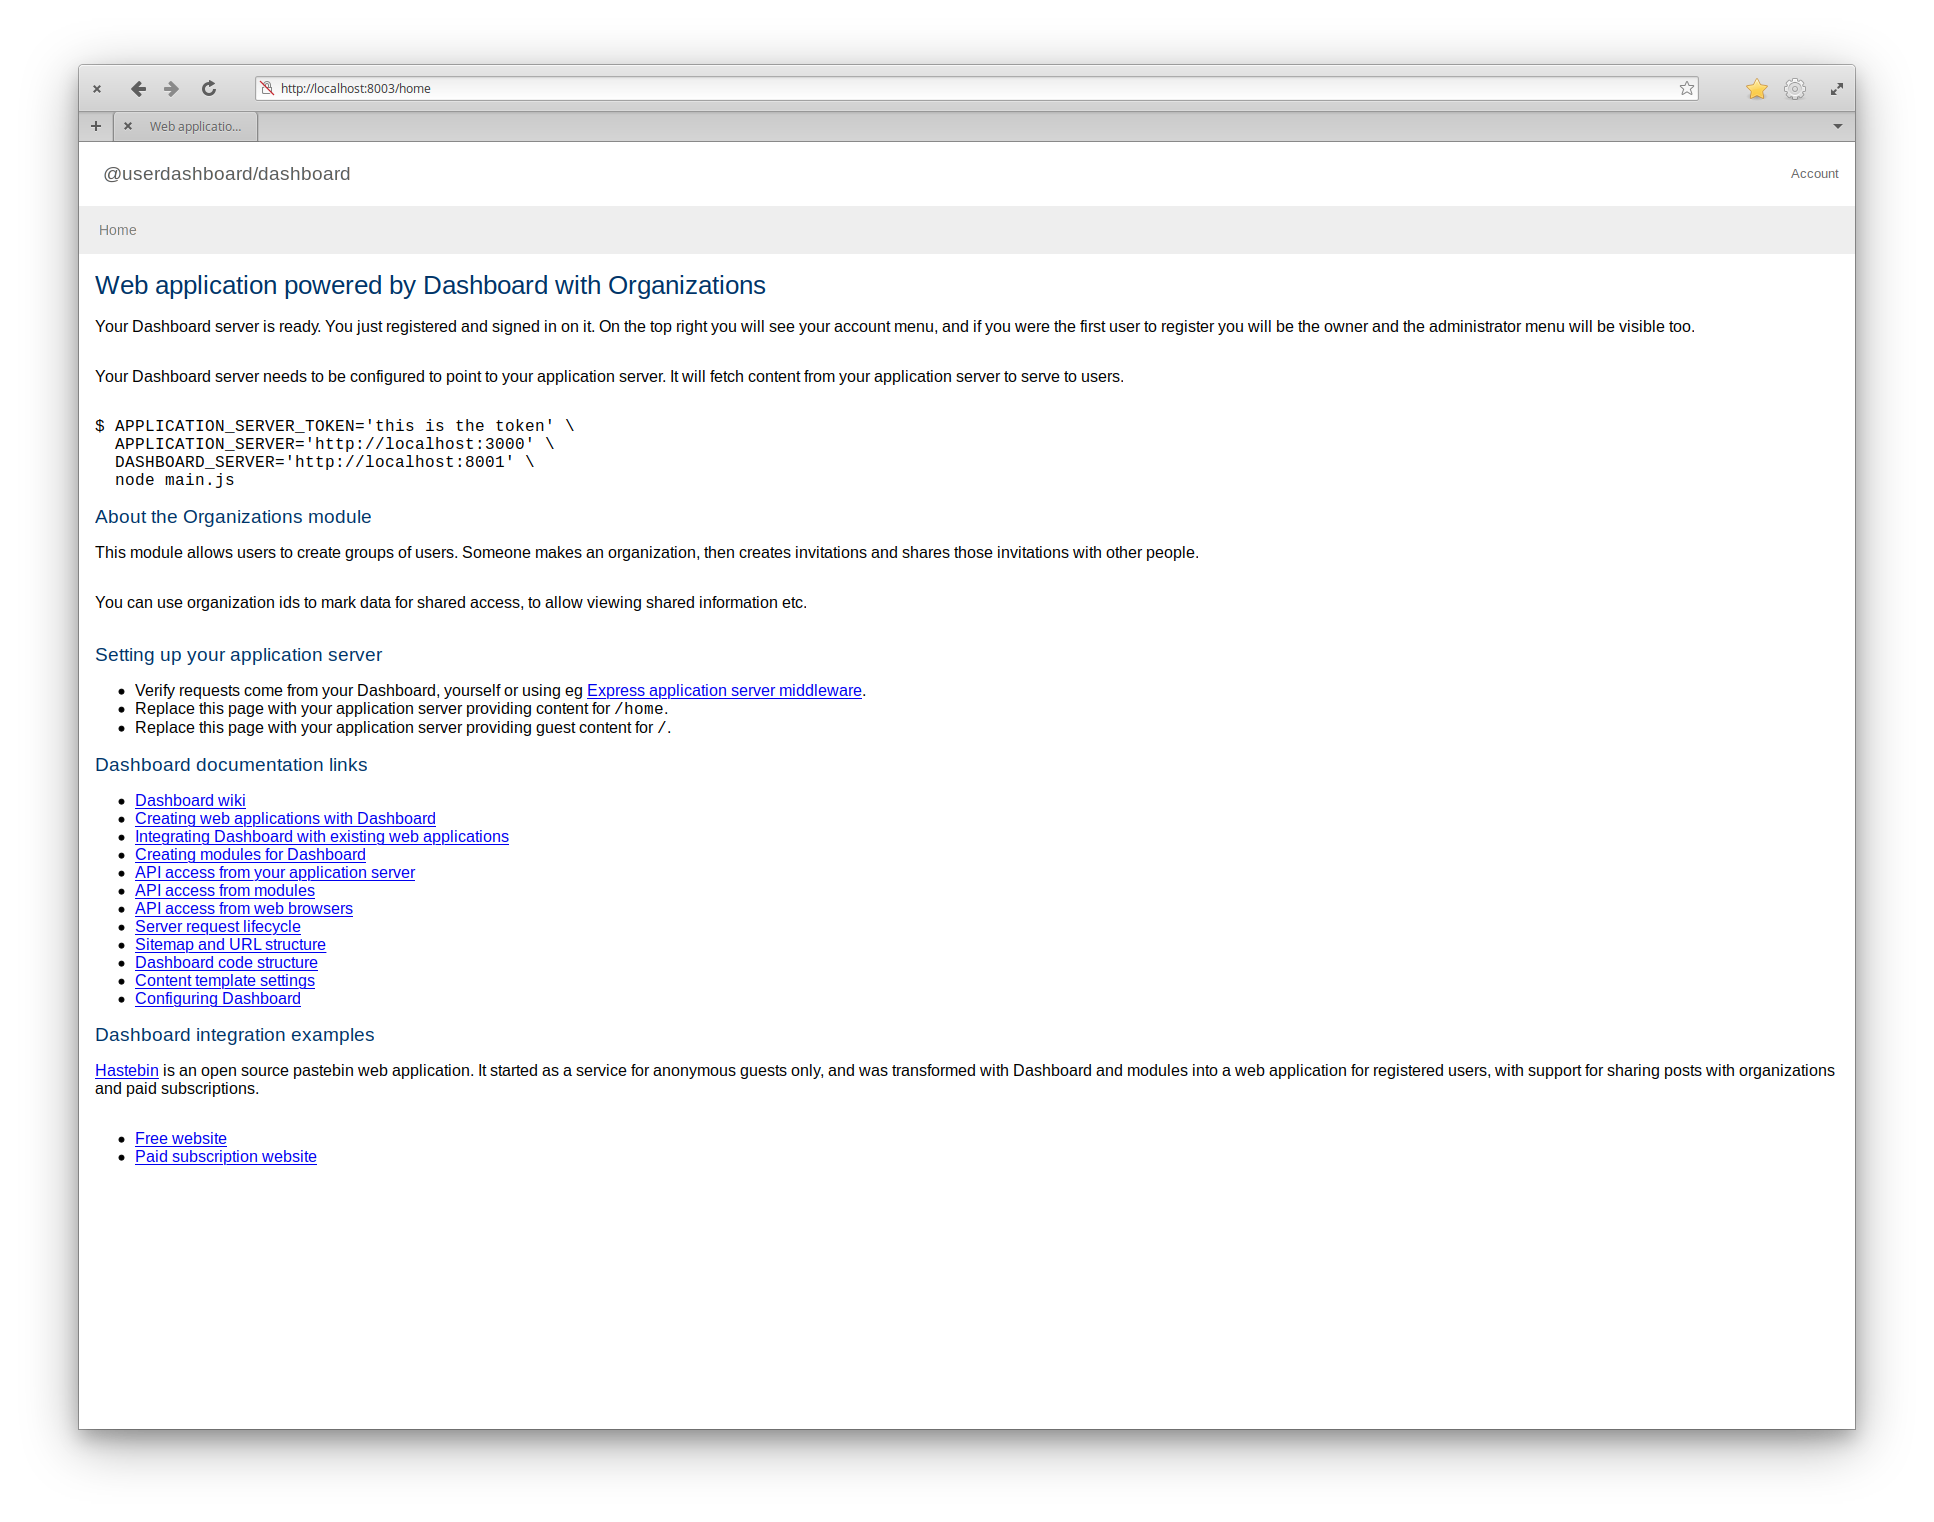 http://localhost:8003/home
Web applicatio...
@userdashboard/dashboard
Account
Home
Web application powered by Dashboard with Organizations
Your Dashboard server is ready. You just registered and signed in on it. On the top right you will see your account menu, and if you were the first user to register you will be the owner and the administrator menu will be visible too.
Your Dashboard server needs to be configured to point to your application server. It will fetch content from your application server to serve to users.
$ APPLICATION_SERVER_TOKEN='this is the token' \
APPLICATION_SERVER='http://localhost:3000' \
DASHBOARD_SERVER='http://localhost:8001' \
node main.js
About the Organizations module
This module allows users to create groups of users. Someone makes an organization, then creates invitations and shares those invitations with other people.
You can use organization ids to mark data for shared access, to allow viewing shared information etc.
Setting up your application server
Verify requests come from your Dashboard, yourself or using eg Express application server middleware.
Replace this page with your application server providing content for /home.
Replace this page with your application server providing guest content for /.
Dashboard documentation links
Dashboard wiki
Creating web applications with Dashboard
Integrating Dashboard with existing web applications
Creating modules for Dashboard
API access from your application server
API access from modules
API access from web browsers
Server request lifecycle
Sitemap and URL structure
Dashboard code structure
Content template settings
Configuring Dashboard
Dashboard integration examples
Hastebin is an open source pastebin web application. It started as a service for anonymous guests only, and was transformed with Dashboard and modules into a web application for registered users, with support for sharing posts with organizations
and paid subscriptions.
Free website
Paid subscription website